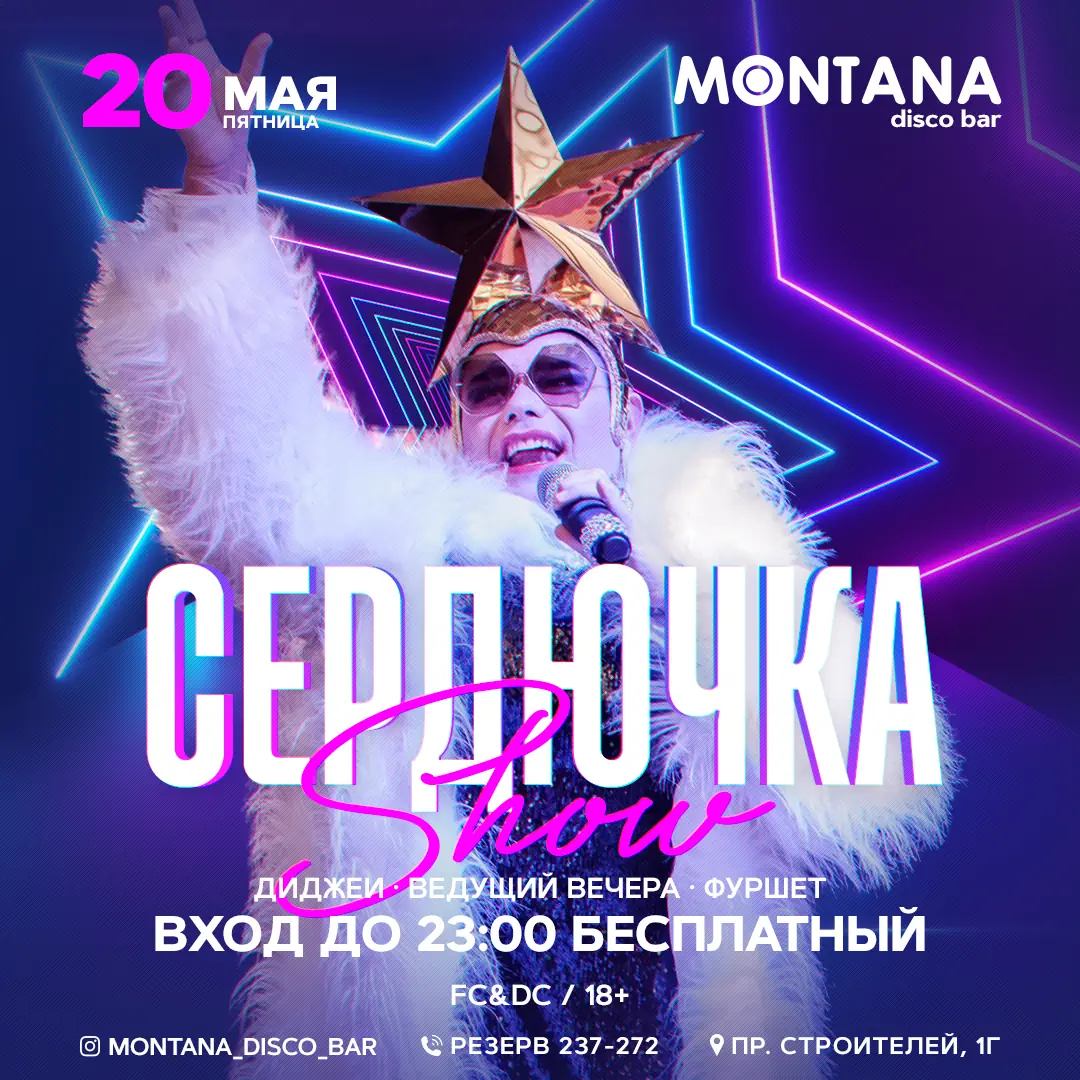 20 МАЯ
ПЯТНИЦА
MONTANA
disco bar
СЕРДЮЧКА
Show
ДИДЖЕИ · ВЕДУЩИЙ ВЕЧЕРА · ФУРШЕТ
ВХОД ДО 23:00 БЕСПЛАТНЫЙ
FC&DC / 18+
MONTANA_DISCO_BAR
РЕЗЕРВ 237-272
ПР. СТРОИТЕЛЕЙ, 1Г